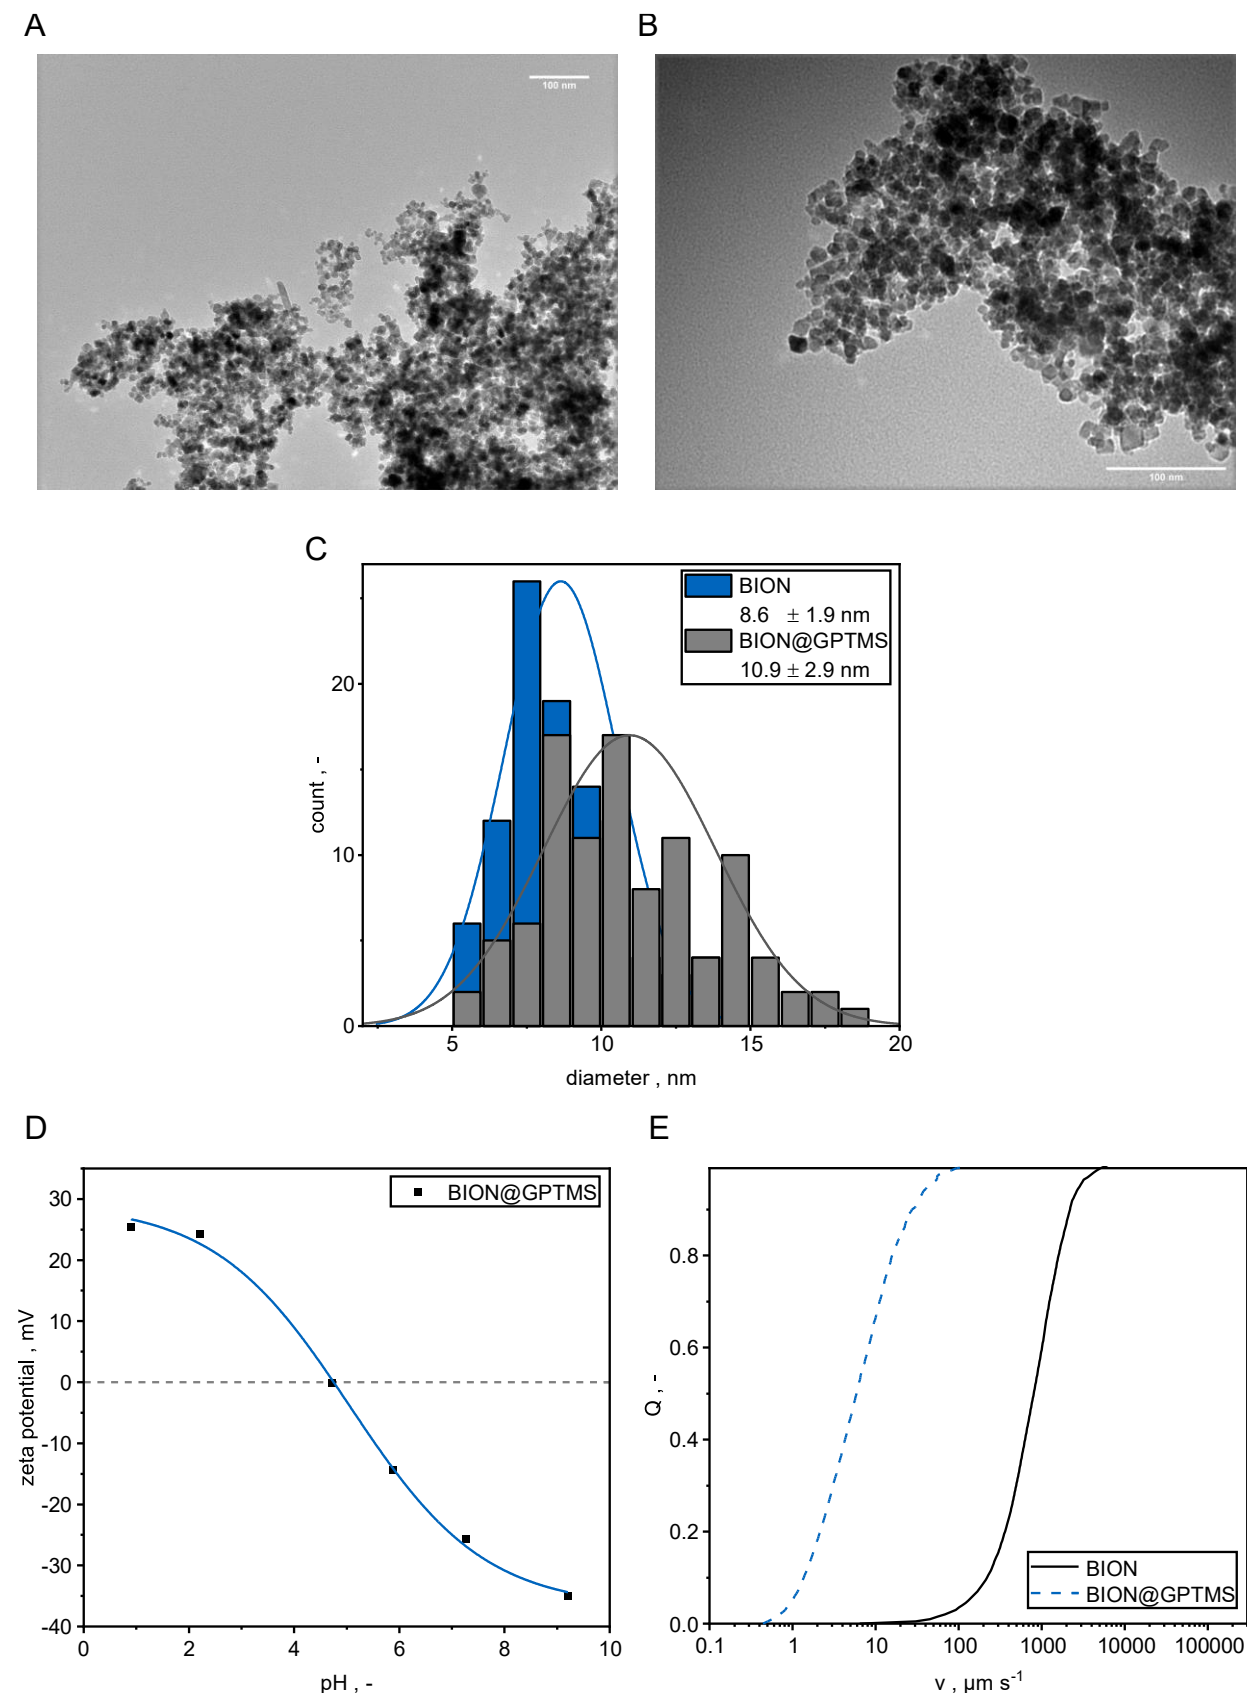 A
B
100 nm
100 nm
C
BION
8.6 ± 1.9 nm
BION@GPTMS
10.9 ± 2.9 nm
20
10
0
count , -
5 10 15 20
diameter , nm
D
E
BION@GPTMS
30
20
10
0
-10
-20
-30
-40
zeta potential , mV
0 2 4 6 8 10
pH , -
0.8
0.6
0.4
0.2
0.0
Q , -
BION
BION@GPTMS
0.1 1 10 100 1000 10000 100000
v , µm s⁻¹